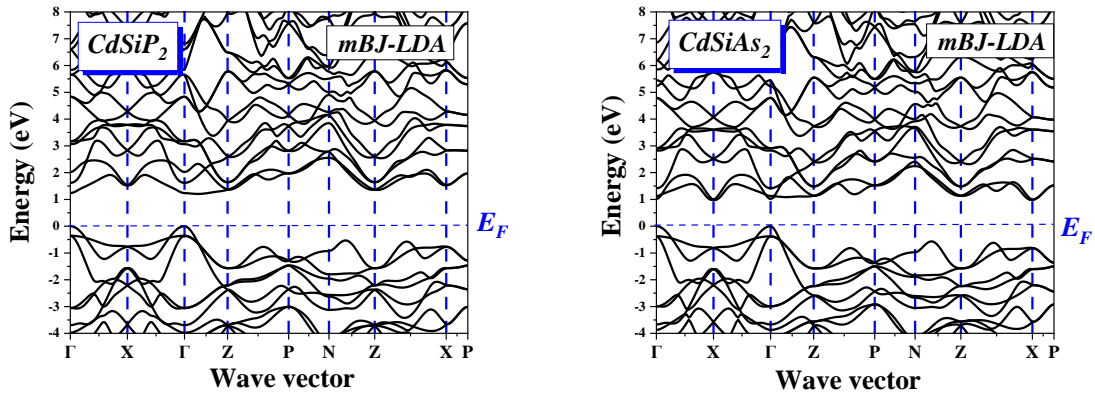 CdSiP2
mBJ-LDA
Energy (eV)
8
7
6
5
4
3
2
1
0
-1
-2
-3
-4
E_F
Γ X Γ Z P N Z X P
Wave vector
CdSiAs2
mBJ-LDA
Energy (eV)
8
7
6
5
4
3
2
1
0
-1
-2
-3
-4
E_F
Γ X Γ Z P N Z X P
Wave vector